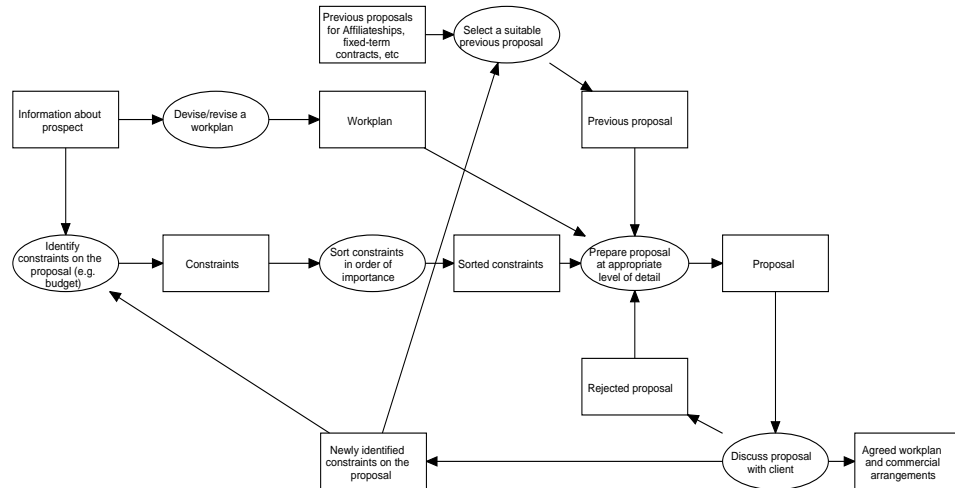 Previous proposals
for Affiliateships,
fixed-term
contracts, etc
Select a suitable
previous proposal
Information about
prospect
Devise/revise a
workplan
Workplan
Previous proposal
Identify
constraints on the
proposal (e.g.
budget)
Constraints
Sort constraints
in order of
importance
Sorted constraints
Prepare proposal
at appropriate
level of detail
Proposal
Rejected proposal
Newly identified
constraints on the
proposal
Discuss proposal
with client
Agreed workplan
and commercial
arrangements